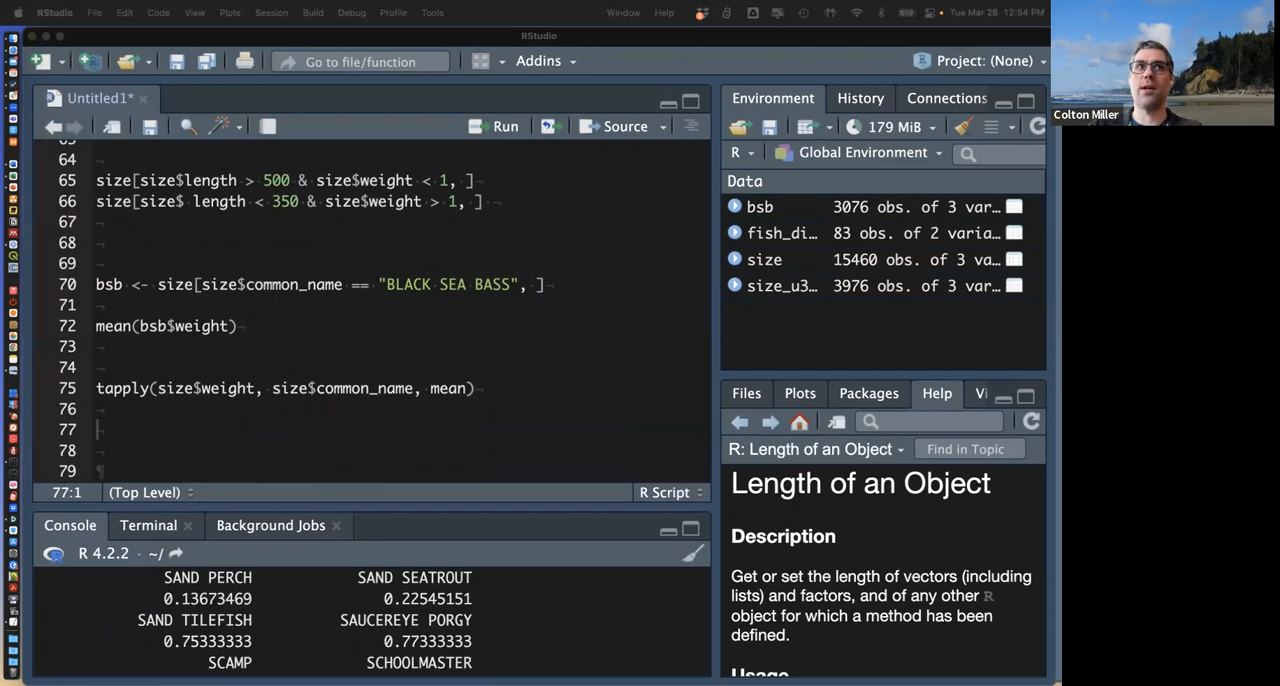 RStudio File Edit Code View Plots Session Build Debug Profile Tools Window Help Tue Mar 28 12:54 PM
RStudio
Go to file/function Addins Project: (None)
Untitled1*
Run Source
64
65 size[size$length > 500 & size$weight < 1, ]
66 size[size$ length < 350 & size$weight > 1, ]
67
68
69
70 bsb <- size[size$common_name == "BLACK SEA BASS", ]
71
72 mean(bsb$weight)
73
74
75 tapply(size$weight, size$common_name, mean)
76
77
78
79
77:1 (Top Level) R Script
Console Terminal Background Jobs
R 4.2.2 · ~/
SAND PERCH SAND SEATROUT
0.13673469 0.22545151
SAND TILEFISH SAUCEREYE PORGY
0.75333333 0.77333333
SCAMP SCHOOLMASTER
Environment History Connections
179 MiB
R Global Environment
Data
bsb 3076 obs. of 3 var…
fish_di… 83 obs. of 2 varia…
size 15460 obs. of 3 va…
size_u3… 3976 obs. of 3 var…
Files Plots Packages Help Vi
R: Length of an Object Find in Topic
Length of an Object
Description
Get or set the length of vectors (including
lists) and factors, and of any other R
object for which a method has been
defined.
Usage
Colton Miller